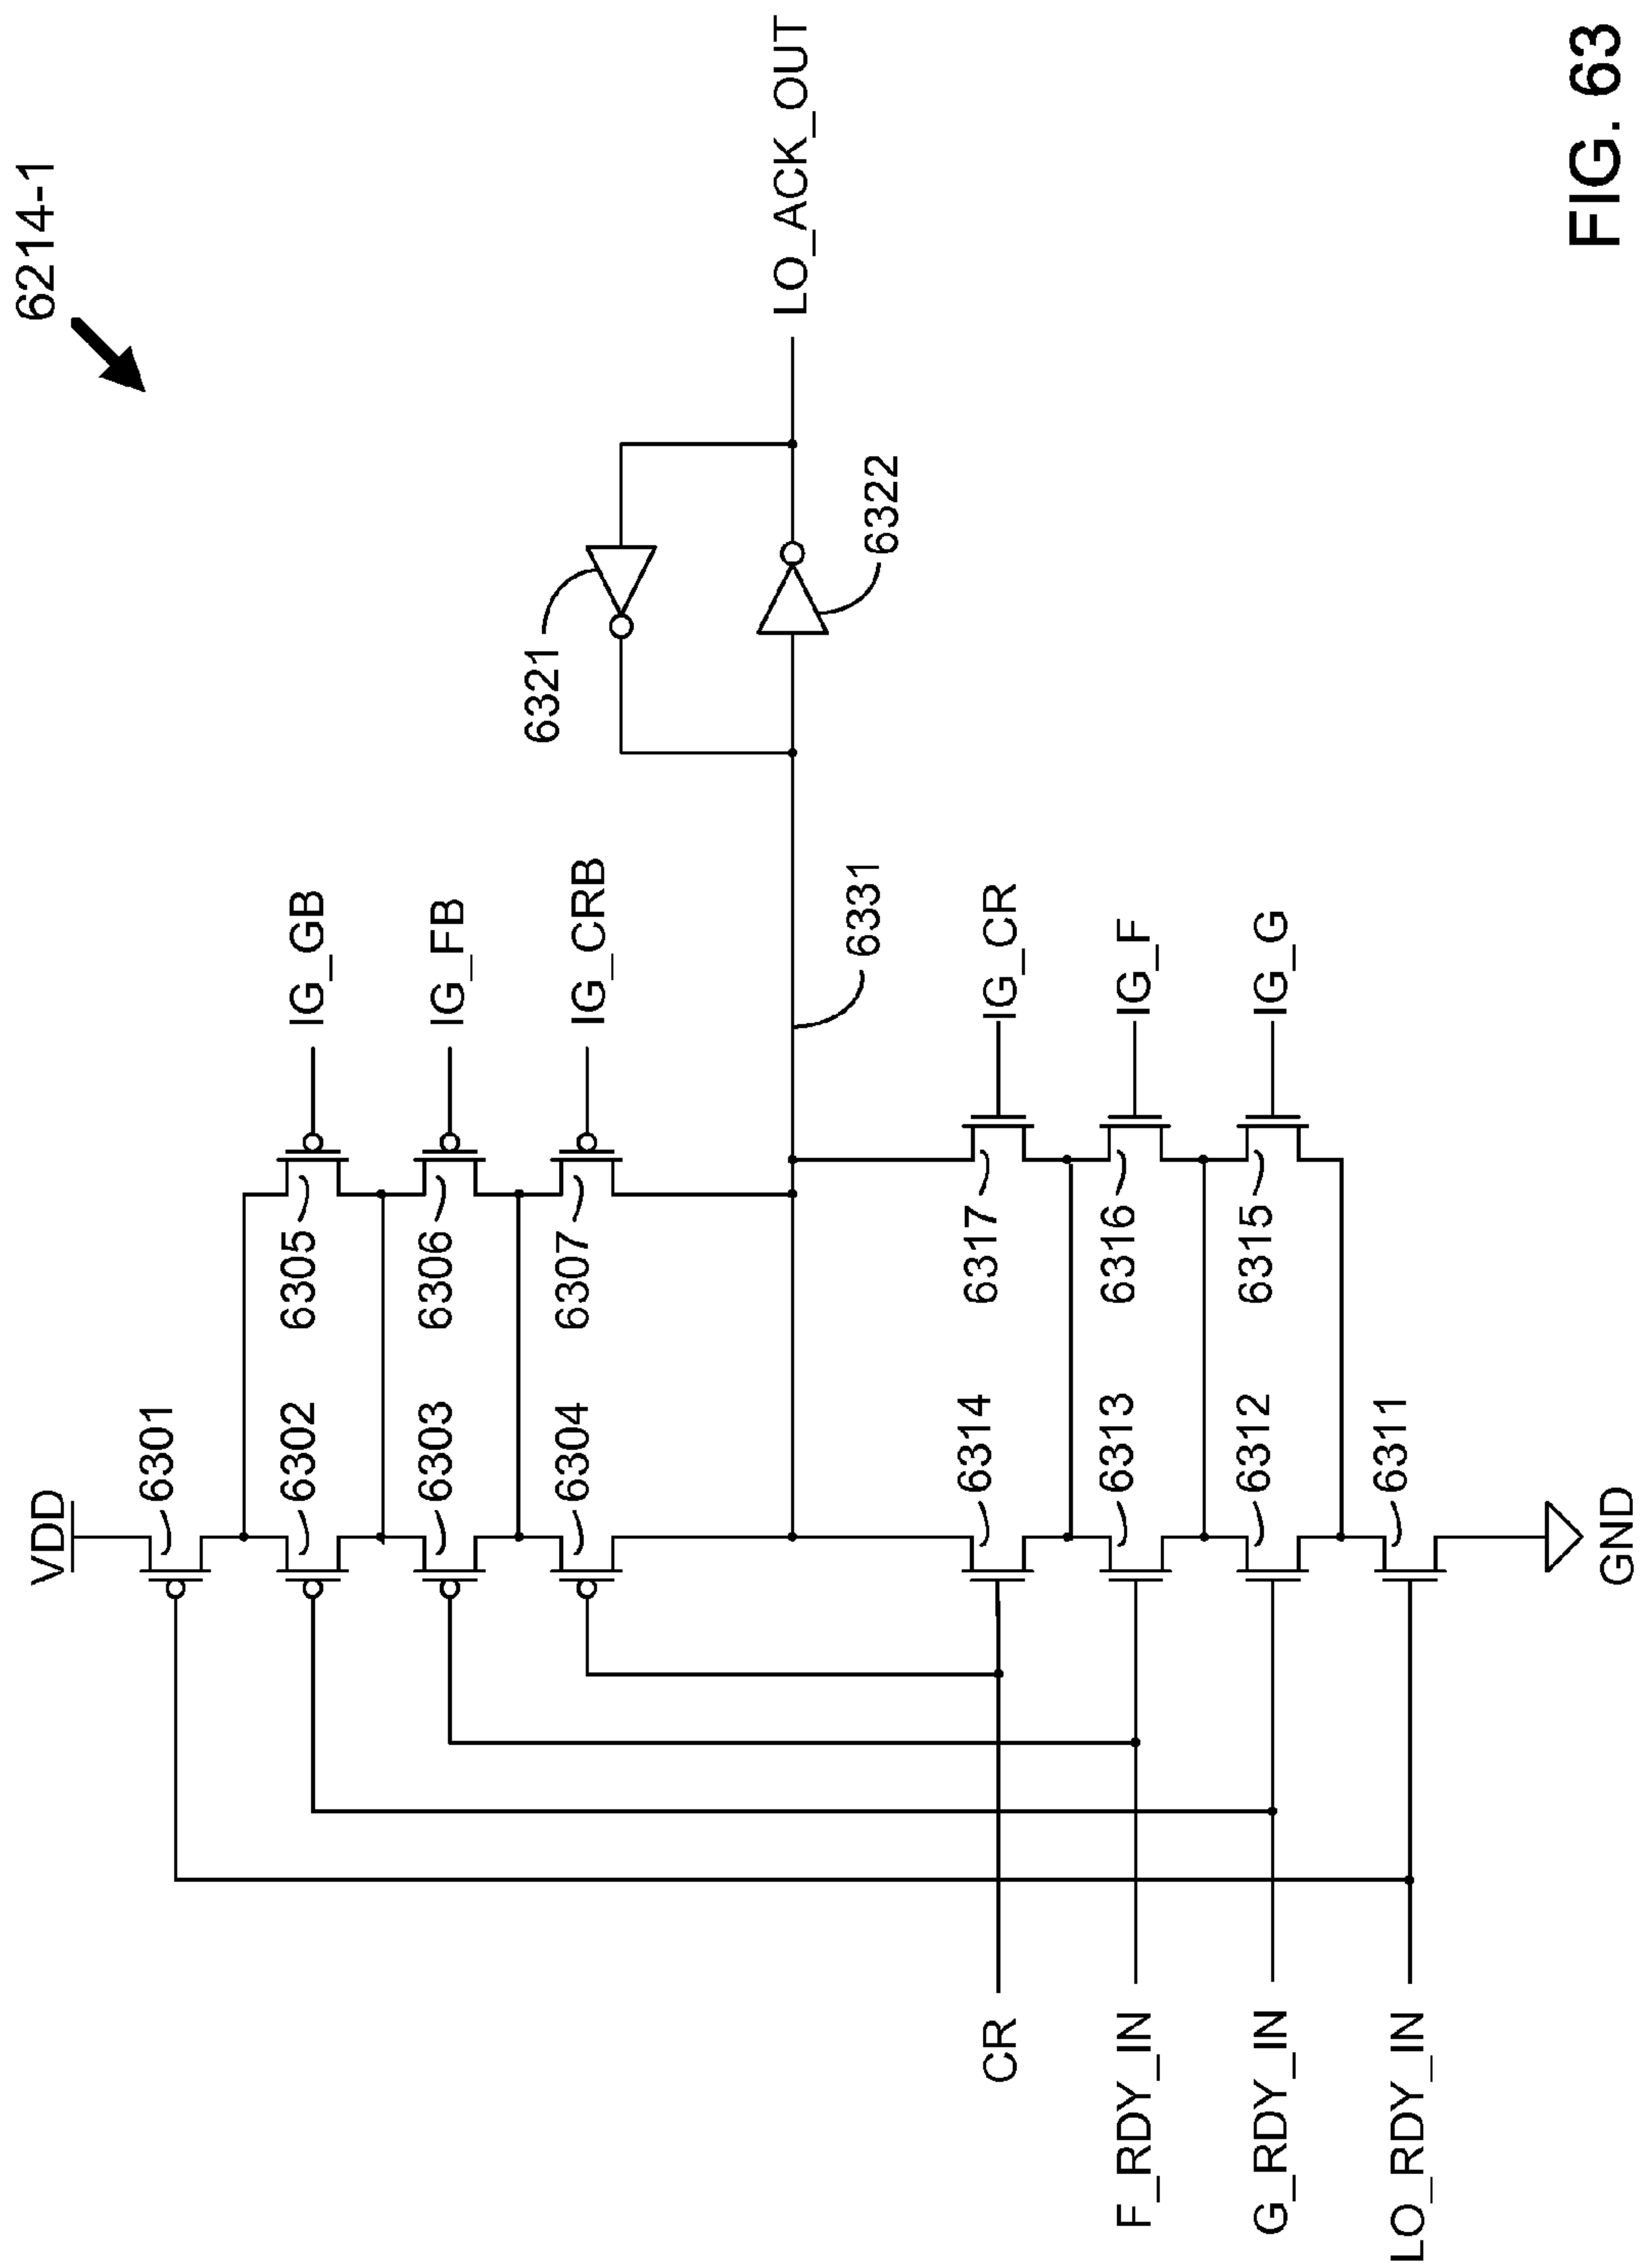 6214-1
VDD
6301
6302
6303
6304
6305
6306
6307
IG_GB
IG_FB
IG_CRB
6321
6322
LO_ACK_OUT
6331
6314
6313
6312
6311
6317
6316
6315
IG_CR
IG_F
IG_G
CR
F_RDY_IN
G_RDY_IN
LO_RDY_IN
GND
FIG. 63